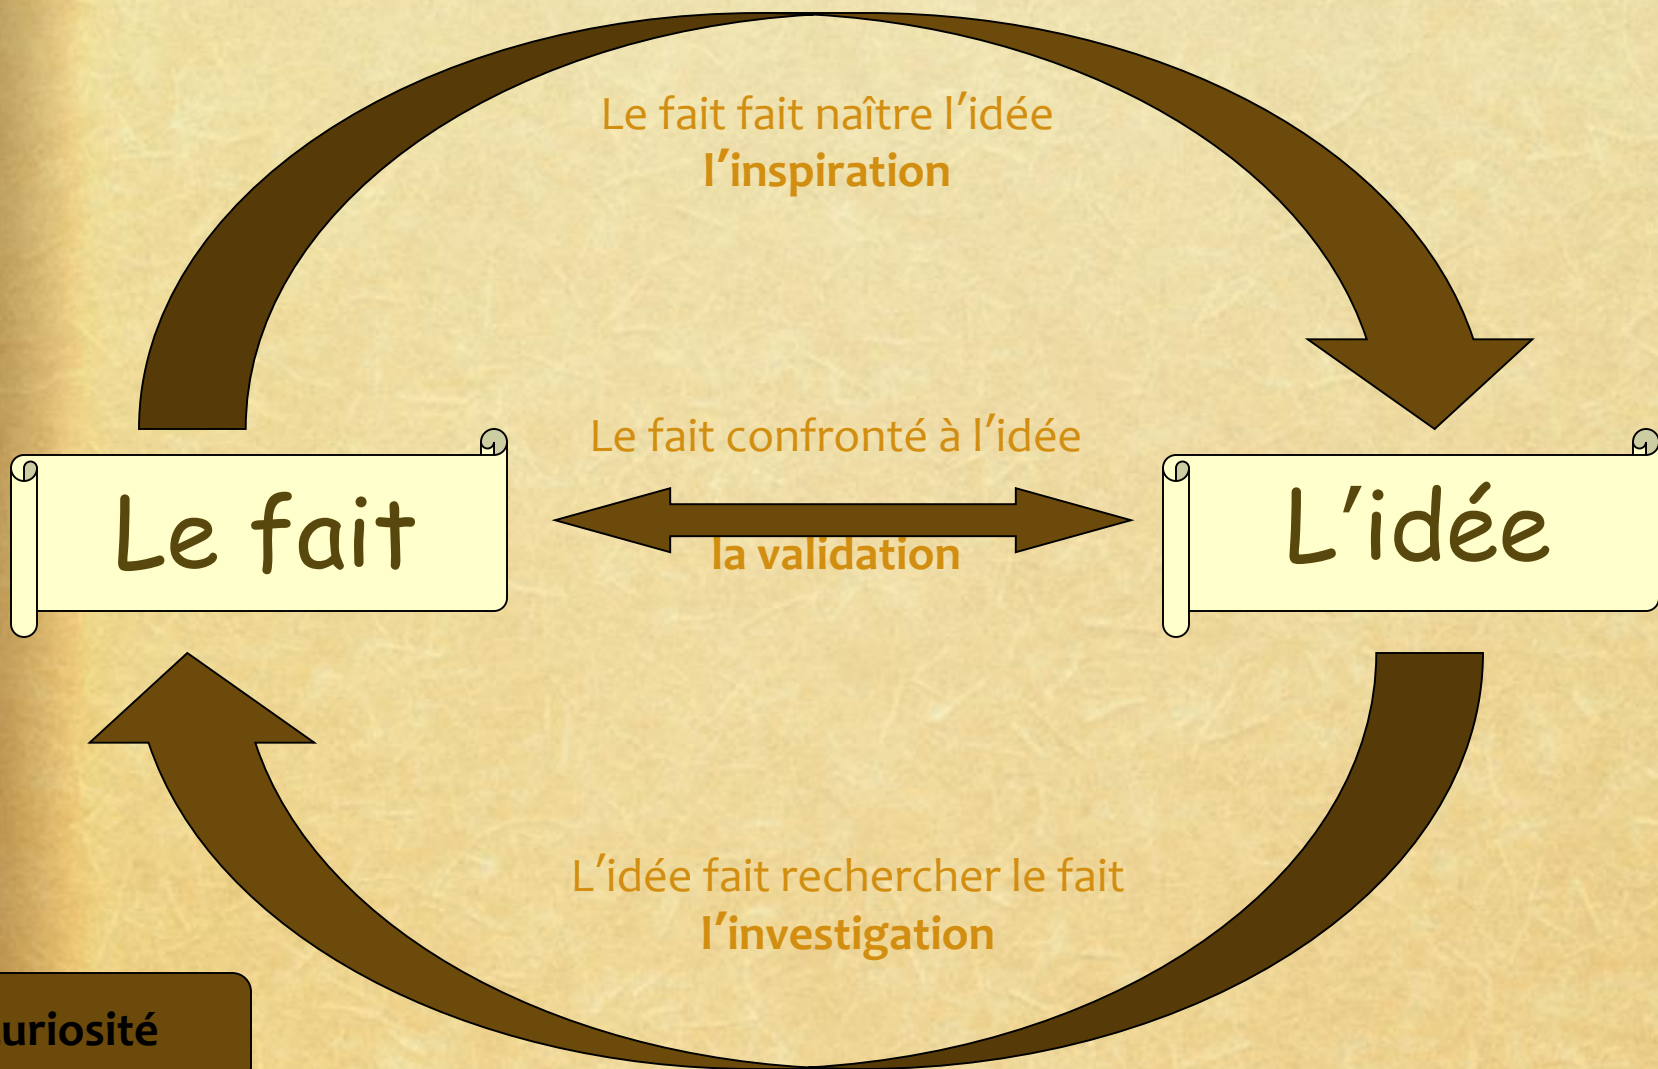 Le fait fait naître l’idée
l’inspiration
Le fait confronté à l’idée
Le fait
L’idée
la validation
L’idée fait rechercher le fait
l’investigation
uriosité